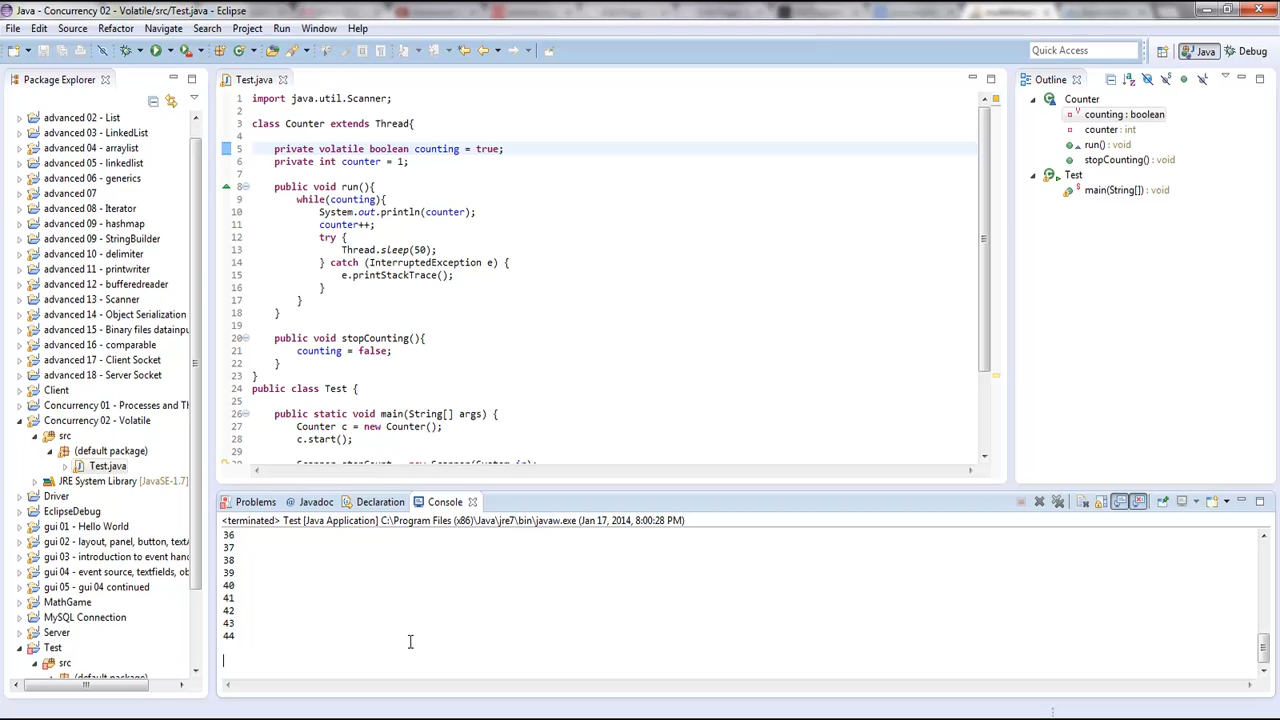 Java - Concurrency 02 - Volatile/src/Test.java - Eclipse
File Edit Source Refactor Navigate Search Project Run Window Help
Quick Access
Java
Debug
Package Explorer
advanced 02 - List
advanced 03 - LinkedList
advanced 04 - arraylist
advanced 05 - linkedlist
advanced 06 - generics
advanced 07
advanced 08 - Iterator
advanced 09 - hashmap
advanced 09 - StringBuilder
advanced 10 - delimiter
advanced 11 - printwriter
advanced 12 - bufferedreader
advanced 13 - Scanner
advanced 14 - Object Serialization
advanced 15 - Binary files datainpu
advanced 16 - comparable
advanced 17 - Client Socket
advanced 18 - Server Socket
Client
Concurrency 01 - Processes and Th
Concurrency 02 - Volatile
src
(default package)
Test.java
JRE System Library [JavaSE-1.7]
Driver
EclipseDebug
gui 01 - Hello World
gui 02 - layout, panel, button, text
gui 03 - introduction to event han
gui 04 - event source, textfields, ob
gui 05 - gui 04 continued
MathGame
MySQL Connection
Server
Test
src
Test.java
1 import java.util.Scanner;
2
3 class Counter extends Thread{
4
5 private volatile boolean counting = true;
6 private int counter = 1;
7
8 public void run(){
9 while(counting){
10 System.out.println(counter);
11 counter++;
12 try {
13 Thread.sleep(50);
14 } catch (InterruptedException e) {
15 e.printStackTrace();
16 }
17 }
18 }
19
20 public void stopCounting(){
21 counting = false;
22 }
23 }
24 public class Test {
25
26 public static void main(String[] args) {
27 Counter c = new Counter();
28 c.start();
Outline
Counter
counting : boolean
counter : int
run() : void
stopCounting() : void
Test
main(String[]) : void
Problems Javadoc Declaration Console
<terminated> Test [Java Application] C:\Program Files (x86)\Java\jre7\bin\javaw.exe (Jan 17, 2014, 8:00:28 PM)
36
37
38
39
40
41
42
43
44